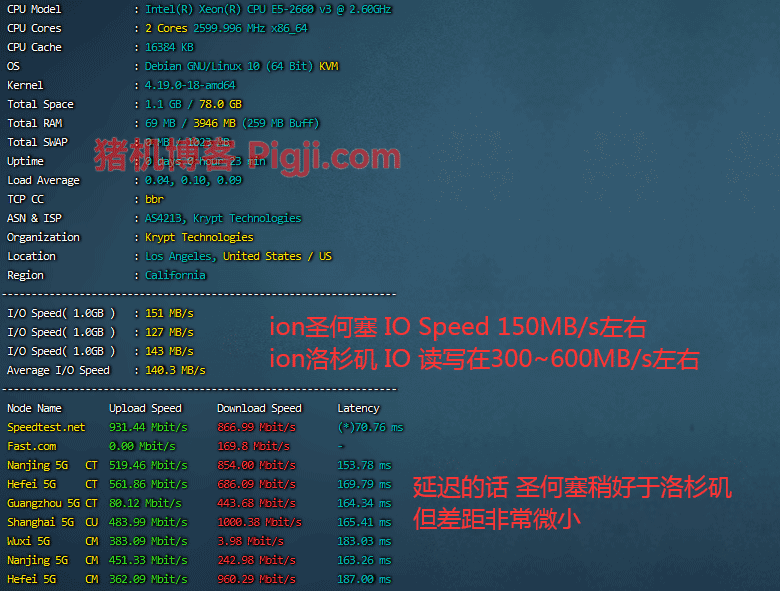 CPU Model : Intel(R) Xeon(R) CPU E5-2660 v3 @ 2.60GHz
CPU Cores : 2 Cores 2599.996 MHz x86_64
CPU Cache : 16384 KB
OS : Debian GNU/Linux 10 (64 Bit) KVM
Kernel : 4.19.0-18-amd64
Total Space : 1.1 GB / 78.0 GB
Total RAM : 69 MB / 3946 MB (259 MB Buff)
Total SWAP : 0 MB / 1023 MB
猪机博客 Pigji.com
Uptime : 0 days 0 hour 23 min
Load Average : 0.04, 0.10, 0.09
TCP CC : bbr
ASN & ISP : AS4213, Krypt Technologies
Organization : Krypt Technologies
Location : Los Angeles, United States / US
Region : California
I/O Speed( 1.0GB ) : 151 MB/s
I/O Speed( 1.0GB ) : 127 MB/s
I/O Speed( 1.0GB ) : 143 MB/s
Average I/O Speed : 140.3 MB/s
ion圣何塞 IO Speed 150MB/s左右
ion洛杉矶 IO 读写在300~600MB/s左右
Node Name Upload Speed Download Speed Latency
Speedtest.net 931.44 Mbit/s 866.99 Mbit/s (*)70.76 ms
Fast.com 0.00 Mbit/s 169.8 Mbit/s -
Nanjing 5G CT 519.46 Mbit/s 854.00 Mbit/s 153.78 ms
Hefei 5G CT 561.86 Mbit/s 686.09 Mbit/s 169.79 ms
Guangzhou 5G CT 80.12 Mbit/s 443.68 Mbit/s 164.34 ms
Shanghai 5G CU 483.99 Mbit/s 1000.38 Mbit/s 165.41 ms
Wuxi 5G CM 383.09 Mbit/s 3.98 Mbit/s 183.03 ms
Nanjing 5G CM 451.33 Mbit/s 242.98 Mbit/s 163.26 ms
Hefei 5G CM 362.09 Mbit/s 960.29 Mbit/s 187.00 ms
延迟的话 圣何塞稍好于洛杉矶
但差距非常微小